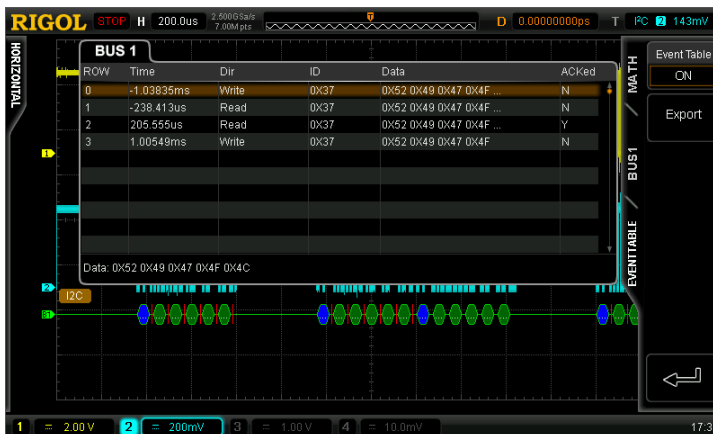 RIGOL STOP H 200.0us 2.500GSa/s 7.00M pts D 0.00000000ps T I²C 2 143mV
HORIZONTAL
BUS 1
ROW Time Dir ID Data ACKed
0 -1.03835ms Write 0X37 0X52 0X49 0X47 0X4F ... N
1 -238.413us Read 0X37 0X52 0X49 0X47 0X4F ... N
2 205.555us Read 0X37 0X52 0X49 0X47 0X4F ... Y
3 1.00549ms Write 0X37 0X52 0X49 0X47 0X4F N
Data: 0X52 0X49 0X47 0X4F 0X4C
MATH
BUS1
EVENTTABLE
Event Table
ON
Export
1
2
I2C
B1
1 = 2.00 V 2 = 200mV 3 = 1.00 V 4 = 10.0mV 17:3